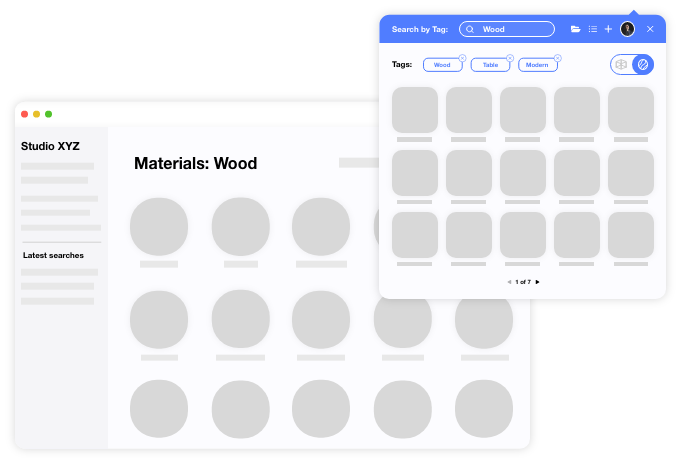 Search by Tag:
Wood
Tags:
Wood
Table
Modern
1 of 7
Studio XYZ
Latest searches
Materials: Wood